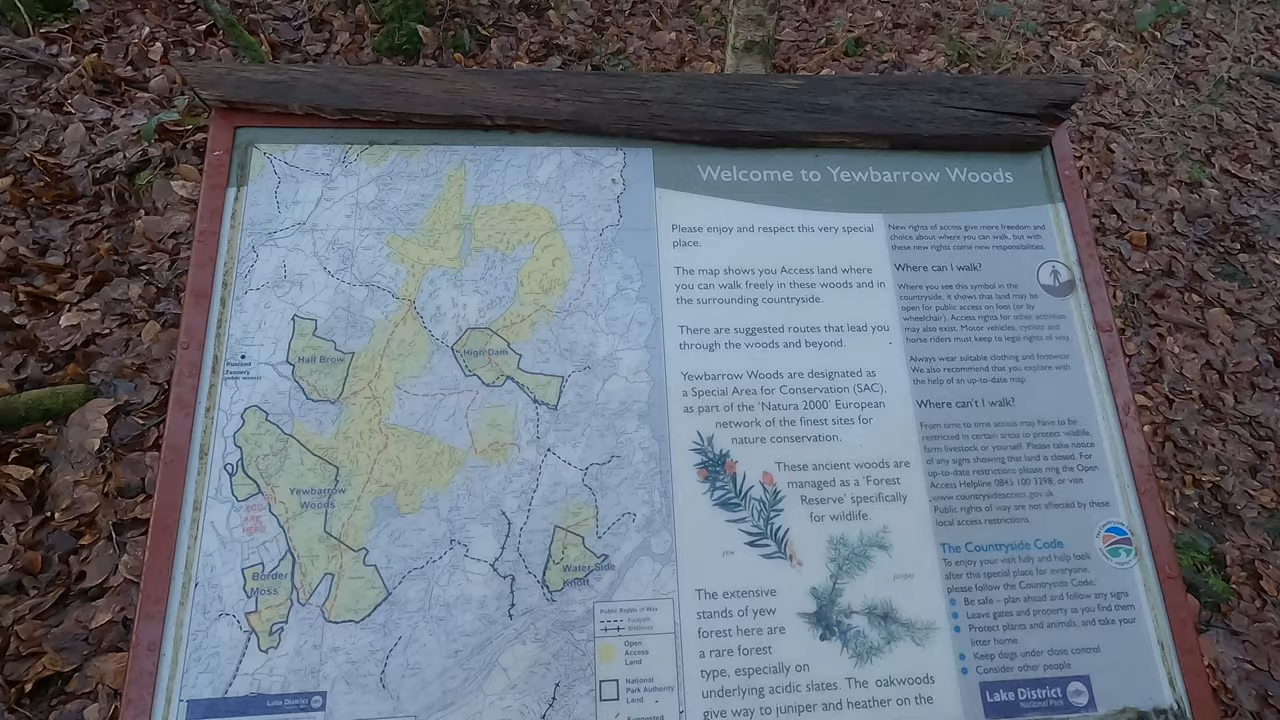 Welcome to Yewbarrow Woods
Please enjoy and respect this very special
place.
The map shows you Access land where
you can walk freely in these woods and in
the surrounding countryside.
There are suggested routes that lead you
through the woods and beyond.
Yewbarrow Woods are designated as
a Special Area for Conservation (SAC),
as part of the 'Natura 2000' European
network of the finest sites for
nature conservation.
These ancient woods are
managed as a 'Forest
Reserve' specifically
for wildlife.
yew
juniper
The extensive
stands of yew
forest here are
a rare forest
type, especially on
underlying acidic slates. The oakwoods
give way to juniper and heather on the
New rights of access give more freedom and
choice about where you can walk, but with
these new rights come new responsibilities.
Where can I walk?
Where you see this symbol in the
countryside, it shows that land may be
open for public access on foot (or by
wheelchair). Access rights for other activities
may also exist. Motor vehicles, cyclists and
horse riders must keep to legal rights of way.
Always wear suitable clothing and footwear.
We also recommend that you explore with
the help of an up-to-date map.
Where can't I walk?
From time to time access may have to be
restricted in certain areas to protect wildlife,
farm livestock or yourself. Please take notice
of any signs showing that land is closed. For
up-to-date restrictions please ring the Open
Access Helpline 0845 100 3298, or visit
www.countrysideaccess.gov.uk
Public rights of way are not affected by these
local access restrictions.
The Countryside Code
To enjoy your visit fully and help look
after this special place for everyone,
please follow the Countryside Code.
Be safe – plan ahead and follow any signs
Leave gates and property as you find them
Protect plants and animals, and take your
litter home
Keep dogs under close control
Consider other people
Lake District
National Park
Hall Brow
High Dam
Rusland
Tannery
(public access)
Yewbarrow
Woods
YOU
ARE
HERE
Border
Moss
Water Side
Knott
Public Rights of Way
Footpath
Bridleway
Open
Access
Land
National
Park Authority
Land
Suggested
Lake District